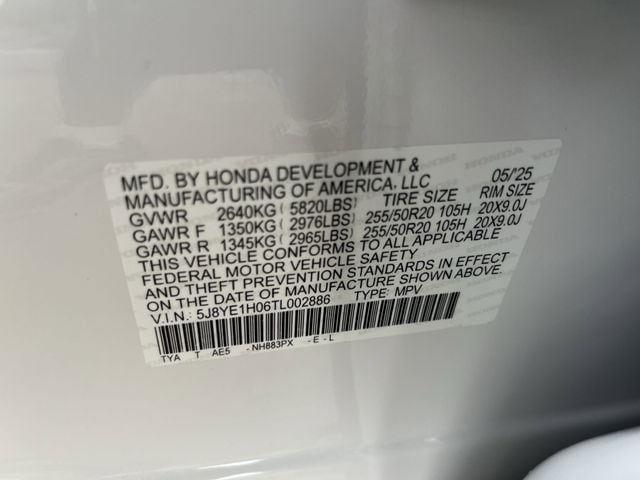 MFD. BY HONDA DEVELOPMENT & 05/'25
MANUFACTURING OF AMERICA, LLC
TIRE SIZE RIM SIZE
GVWR 2640KG ( 5820LBS)
GAWR F 1350KG ( 2976LBS) 255/50R20 105H 20X9.0J
GAWR R 1345KG ( 2965LBS) 255/50R20 105H 20X9.0J
THIS VEHICLE CONFORMS TO ALL APPLICABLE
FEDERAL MOTOR VEHICLE SAFETY
AND THEFT PREVENTION STANDARDS IN EFFECT
ON THE DATE OF MANUFACTURE SHOWN ABOVE.
V.I.N.: 5J8YE1H06TL002886 TYPE: MPV
TYA T AE5 -NH883PX -E-L